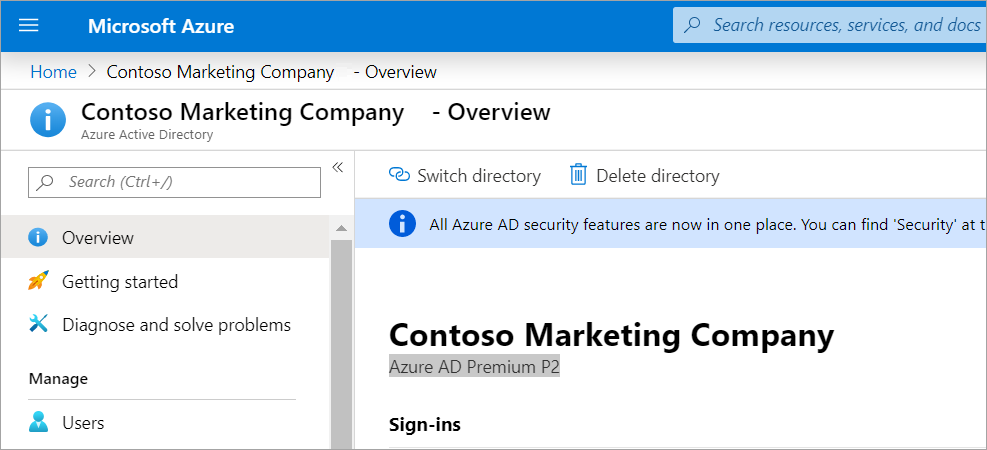 Microsoft Azure
Search resources, services, and docs
Home > Contoso Marketing Company - Overview
Contoso Marketing Company - Overview
Azure Active Directory
Search (Ctrl+/)
«
Overview
Getting started
Diagnose and solve problems
Manage
Users
Switch directory
Delete directory
All Azure AD security features are now in one place. You can find 'Security' at t
Contoso Marketing Company
Azure AD Premium P2
Sign-ins